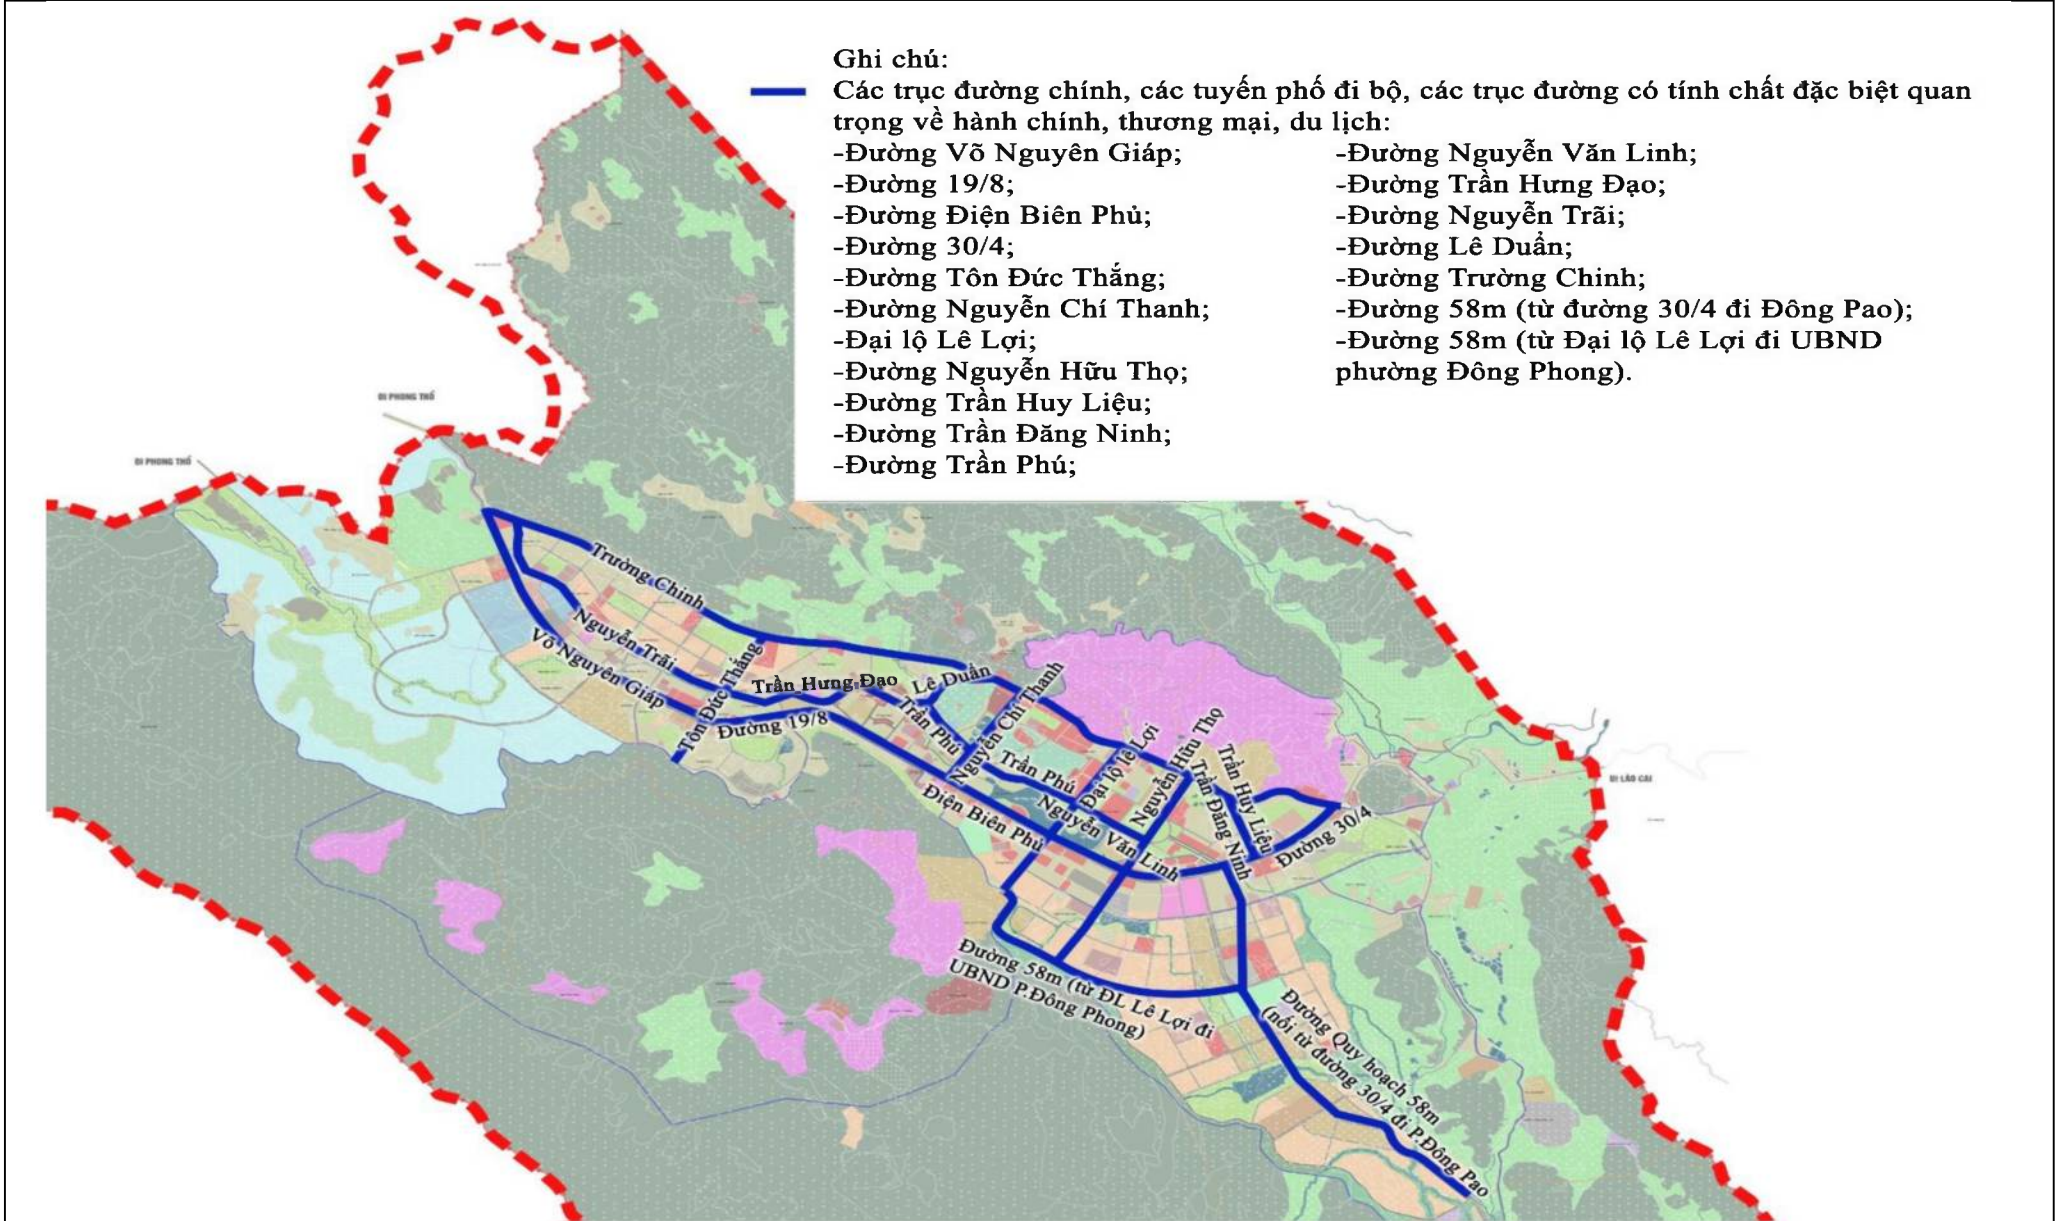 Ghi chú:
Các trục đường chính, các tuyến phố đi bộ, các trục đường có tính chất đặc biệt quan
trọng về hành chính, thương mại, du lịch:
-Đường Võ Nguyên Giáp;
-Đường 19/8;
-Đường Điện Biên Phủ;
-Đường 30/4;
-Đường Tôn Đức Thắng;
-Đường Nguyễn Chí Thanh;
-Đại lộ Lê Lợi;
-Đường Nguyễn Hữu Thọ;
-Đường Trần Huy Liệu;
-Đường Trần Đăng Ninh;
-Đường Trần Phú;
-Đường Nguyễn Văn Linh;
-Đường Trần Hưng Đạo;
-Đường Nguyễn Trãi;
-Đường Lê Duẩn;
-Đường Trường Chinh;
-Đường 58m (từ đường 30/4 đi Đông Pao);
-Đường 58m (từ Đại lộ Lê Lợi đi UBND
phường Đông Phong).
ĐI PHONG THỔ
ĐI PHONG THỔ
Trường Chinh
Nguyễn Trãi
Võ Nguyên Giáp
Tôn Đức Thắng
Trần Hưng Đạo
Lê Duẩn
Đường 19/8
Trần Phú
Nguyễn Chí Thanh
Trần Phú
Đại lộ Lê Lợi
Nguyễn Hữu Thọ
Trần Huy Liệu
Trần Đăng Ninh
Điện Biên Phủ
Nguyễn Văn Linh
Đường 30/4
ĐI LÀO CAI
Đường 58m (từ ĐL Lê Lợi đi
UBND P.Đông Phong)
Đường Quy hoạch 58m
(nối từ đường 30/4 đi P.Đông Pao